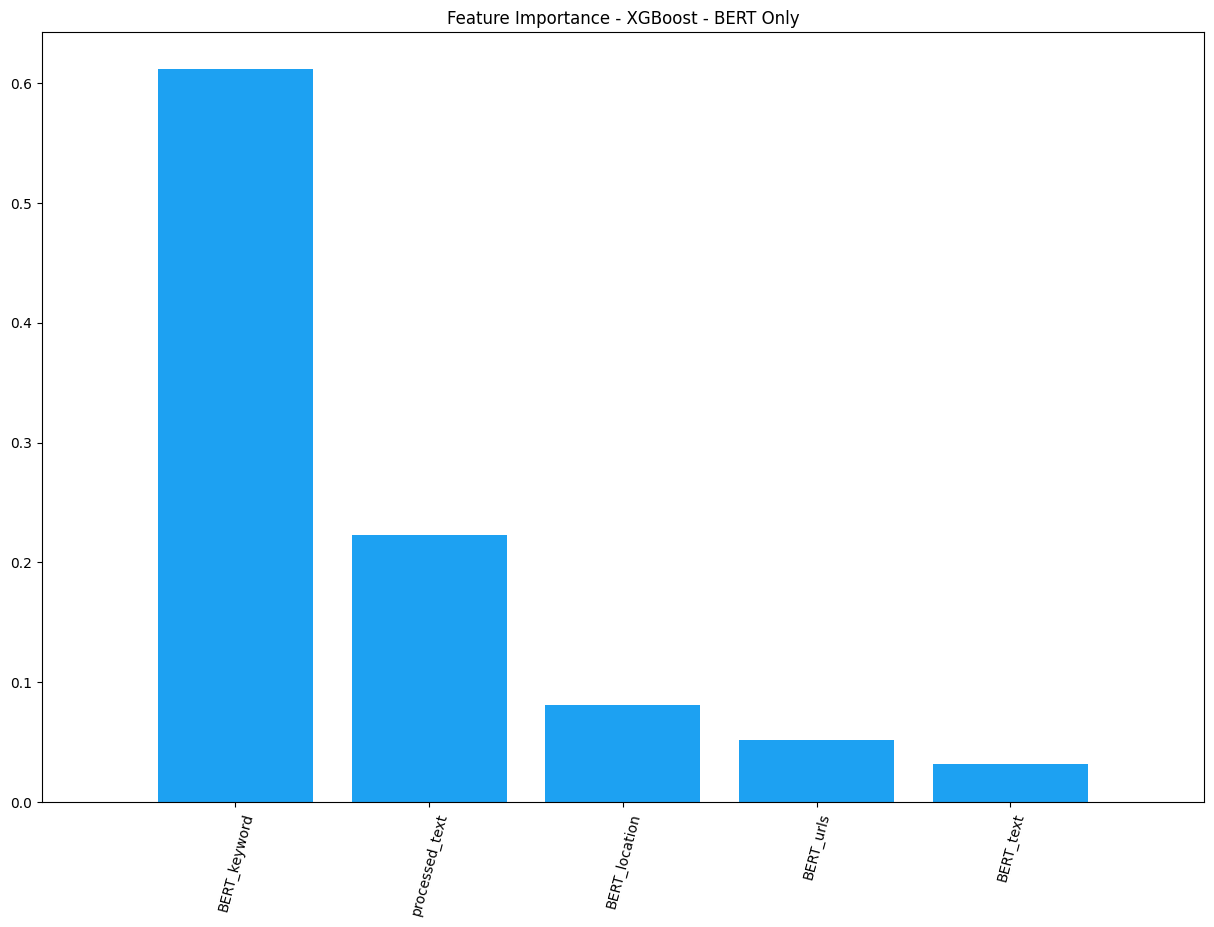 Feature Importance - XGBoost - BERT Only
0.6
0.5
0.4
0.3
0.2
0.1
0.0
BERT_keyword
processed_text
BERT_location
BERT_urls
BERT_text